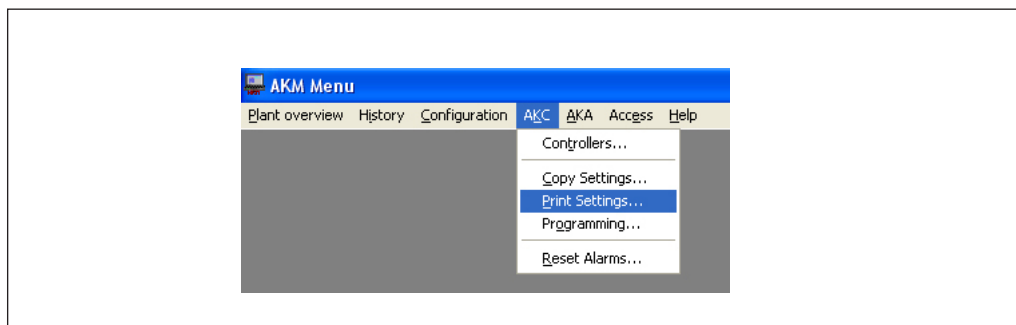 AKM Menu
Plant overview History Configuration AKC AKA Access Help
Controllers...
Copy Settings...
Print Settings...
Programming...
Reset Alarms...